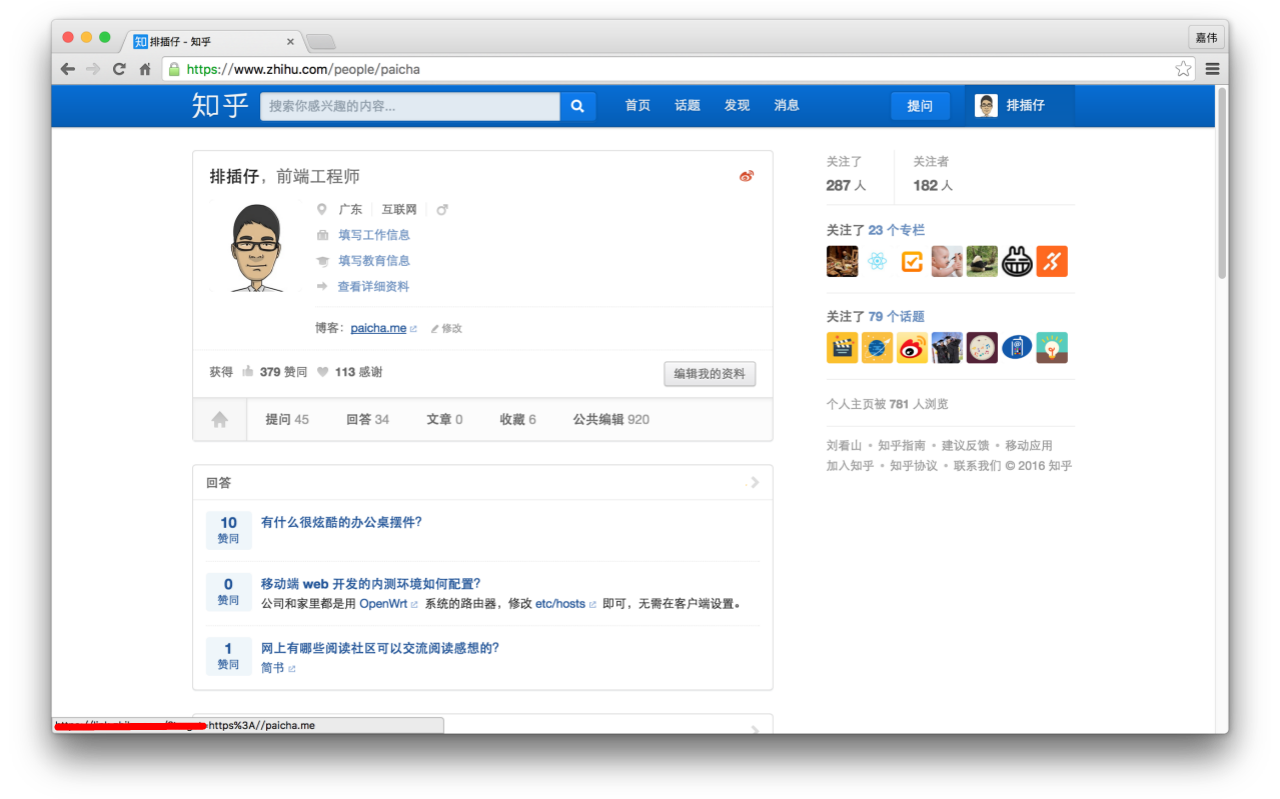 排插仔 - 知乎
嘉伟
https://www.zhihu.com/people/paicha
知乎 搜索你感兴趣的内容... 首页 话题 发现 消息 提问 排插仔
排插仔，前端工程师
广东 互联网
填写工作信息
填写教育信息
查看详细资料
博客： paicha.me 修改
获得 379 赞同 113 感谢 编辑我的资料
提问 45 回答 34 文章 0 收藏 6 公共编辑 920
回答
10 赞同
有什么很炫酷的办公桌摆件？
0 赞同
移动端 web 开发的内测环境如何配置？
公司和家里都是用 OpenWrt 系统的路由器，修改 etc/hosts 即可，无需在客户端设置。
1 赞同
网上有哪些阅读社区可以交流阅读感想的？
简书
关注了 关注者
287 人 182 人
关注了 23 个专栏
关注了 79 个话题
个人主页被 781 人浏览
刘看山 • 知乎指南 • 建议反馈 • 移动应用
加入知乎 • 知乎协议 • 联系我们 © 2016 知乎
=https%3A//paicha.me